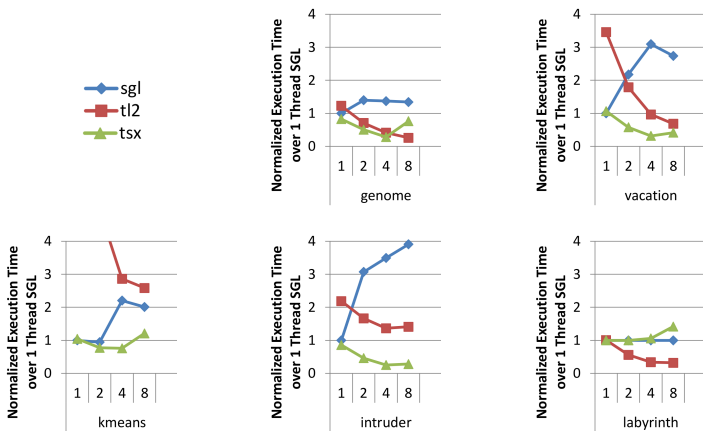 sgl
tl2
tsx
Normalized Execution Time
over 1 Thread SGL
4
3
2
1
0
1 2 4 8
genome
Normalized Execution Time
over 1 Thread SGL
4
3
2
1
0
1 2 4 8
vacation
Normalized Execution Time
over 1 Thread SGL
4
3
2
1
0
1 2 4 8
kmeans
Normalized Execution Time
over 1 Thread SGL
4
3
2
1
0
1 2 4 8
intruder
Normalized Execution Time
over 1 Thread SGL
4
3
2
1
0
1 2 4 8
labyrinth